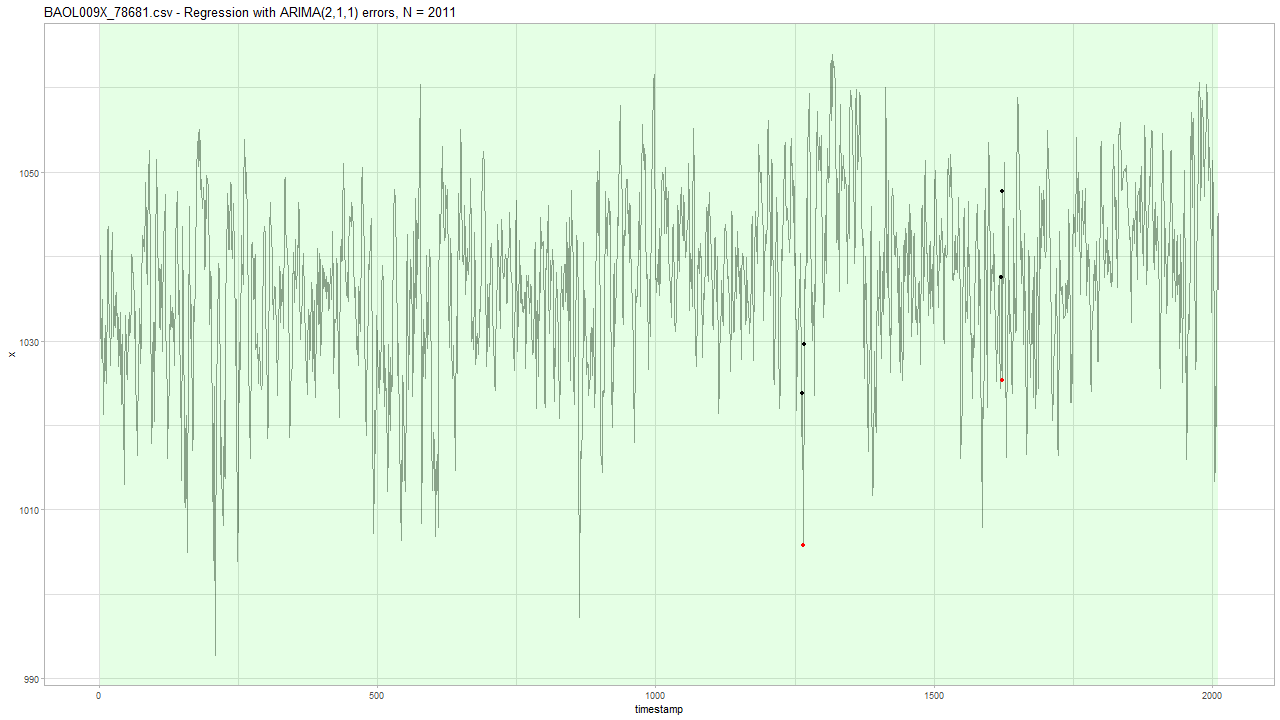 BAOL009X_78681.csv - Regression with ARIMA(2,1,1) errors, N = 2011
1050
1030
1010
990
x
0 500 1000 1500 2000
timestamp